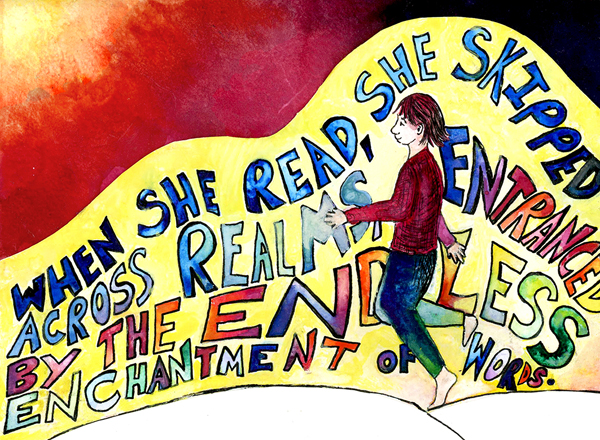 WHEN SHE READ, SHE SKIPPED
ACROSS REALMS, ENTRANCED
BY THE ENDLESS
ENCHANTMENT OF WORDS.